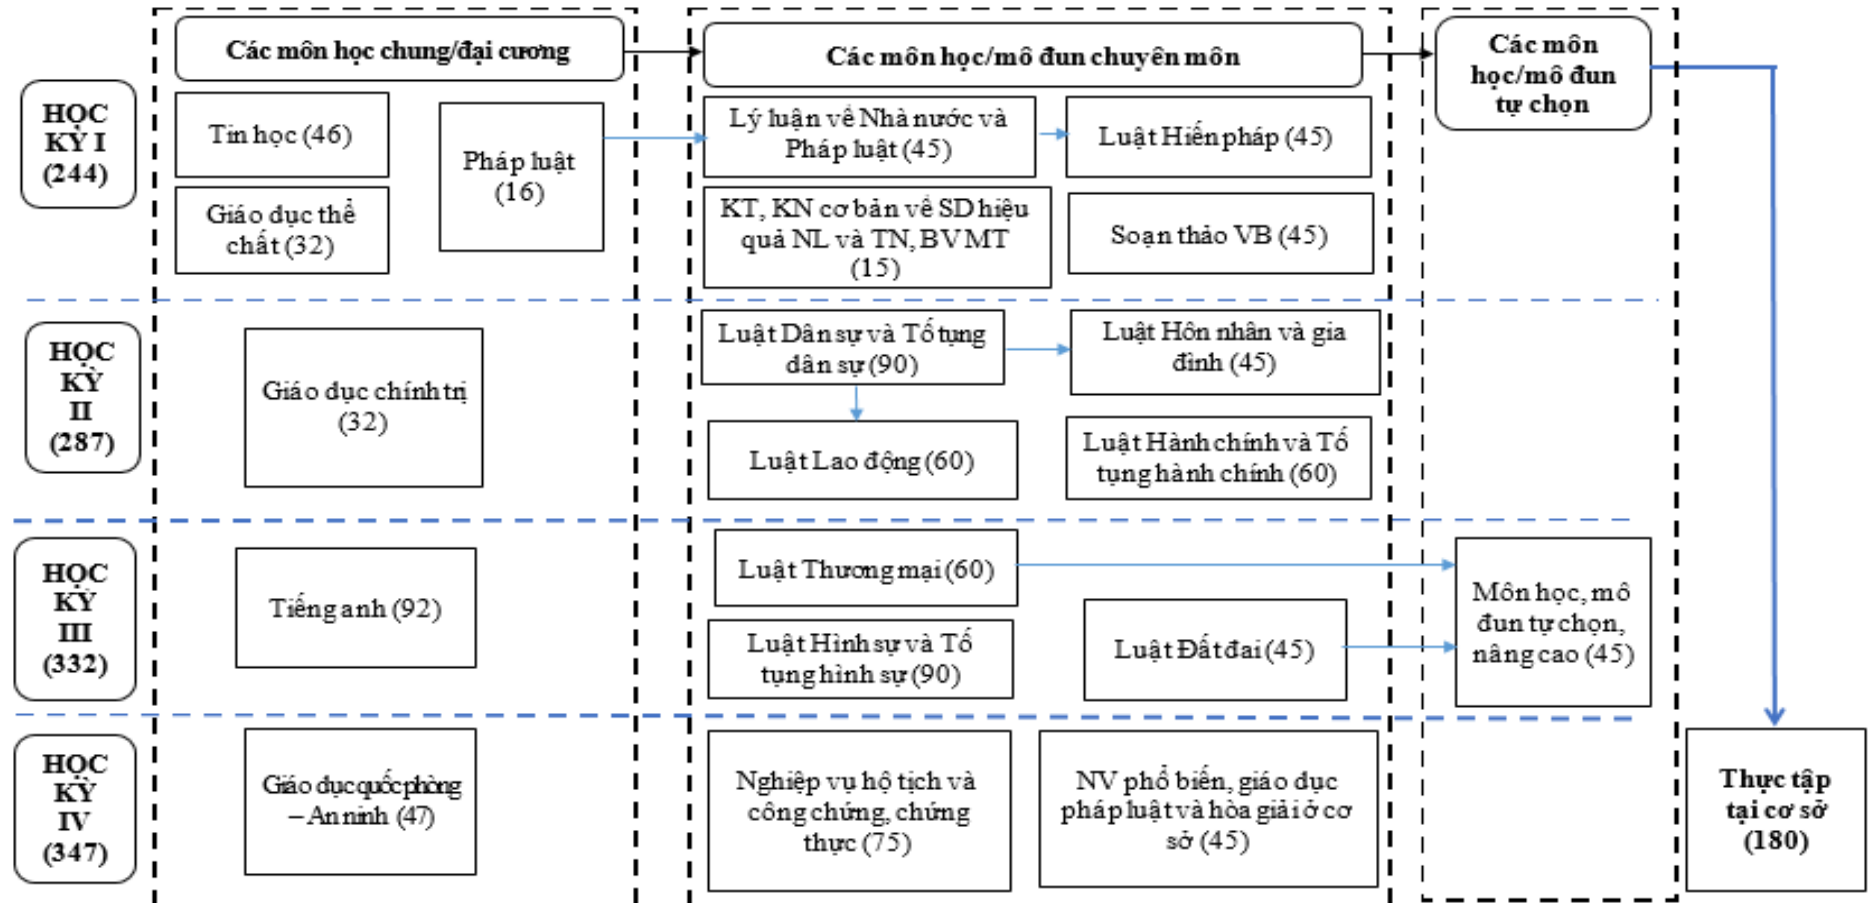 Các môn học chung/đại cương
Các môn học/mô đun chuyên môn
Các môn
học/mô đun
tự chọn
HỌC
KỲ I
(244)
Tin học (46)
Giáo dục thể
chất (32)
Pháp luật
(16)
Lý luận về Nhà nước và
Pháp luật (45)
Luật Hiến pháp (45)
KT, KN cơ bản về SD hiệu
quả NL và TN, BV MT
(15)
Soạn thảo VB (45)
HỌC
KỲ
II
(287)
Giáo dục chính trị
(32)
Luật Dân sự và Tố tụng
dân sự (90)
Luật Hôn nhân và gia
đình (45)
Luật Lao động (60)
Luật Hành chính và Tố
tụng hành chính (60)
HỌC
KỲ
III
(332)
Tiếng anh (92)
Luật Thương mại (60)
Luật Hình sự và Tố
tụng hình sự (90)
Luật Đất đai (45)
Môn học, mô
đun tự chọn,
nâng cao (45)
HỌC
KỲ
IV
(347)
Giáo dục quốc phòng
– An ninh (47)
Nghiệp vụ hộ tịch và
công chứng, chứng
thực (75)
NV phổ biến, giáo dục
pháp luật và hòa giải ở cơ
sở (45)
Thực tập
tại cơ sở
(180)